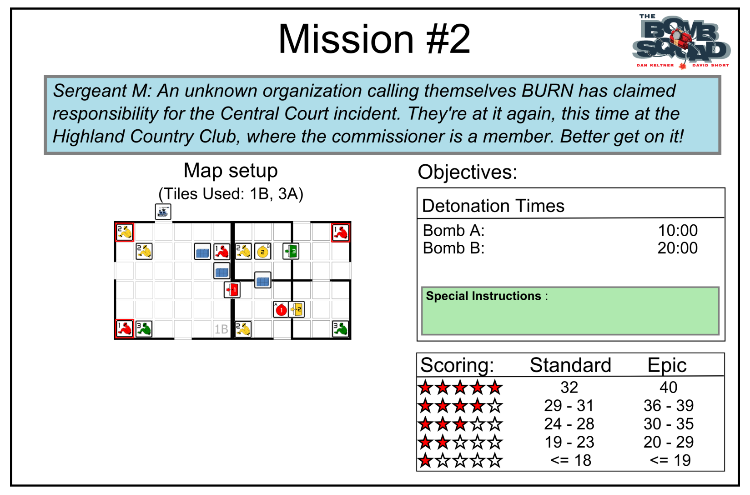 Mission #2
THE
BOMB
SQUAD
DAN KELTNER DAVID SHORT
Sergeant M: An unknown organization calling themselves BURN has claimed
responsibility for the Central Court incident. They're at it again, this time at the
Highland Country Club, where the commissioner is a member. Better get on it!
Map setup
(Tiles Used: 1B, 3A)
1B
Objectives:
Detonation Times
Bomb A: 10:00
Bomb B: 20:00
Special Instructions :
Scoring: Standard Epic
32 40
29 - 31 36 - 39
24 - 28 30 - 35
19 - 23 20 - 29
<= 18 <= 19